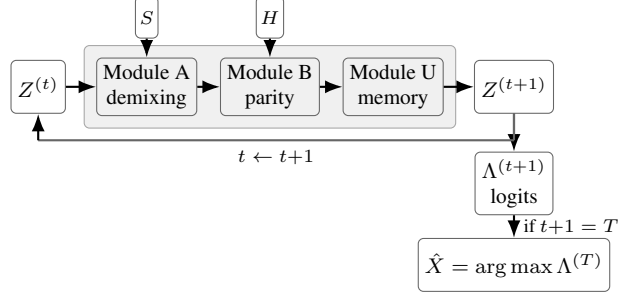 S
H
Z^{(t)}
Module A
demixing
Module B
parity
Module U
memory
Z^{(t+1)}
t ← t+1
Λ^{(t+1)}
logits
if t+1 = T
X̂ = arg max Λ^{(T)}